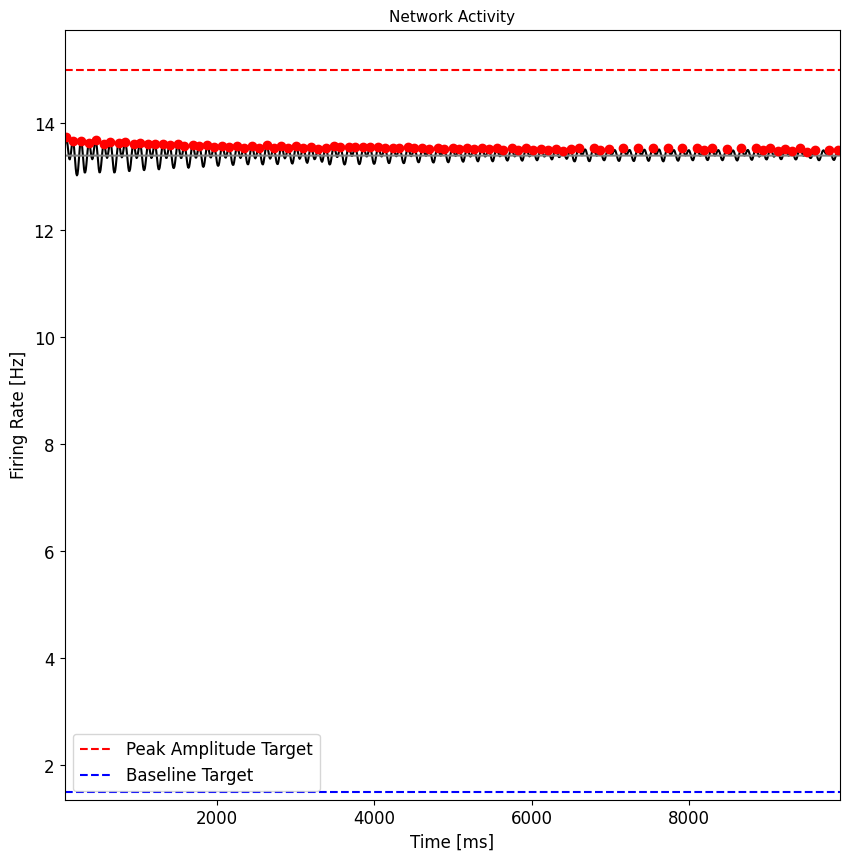 Network Activity
14
12
10
8
6
4
2
Firing Rate [Hz]
Peak Amplitude Target
Baseline Target
2000
4000
6000
8000
Time [ms]